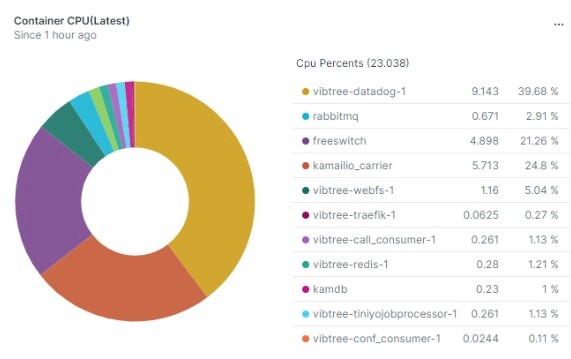 Container CPU(Latest)
Since 1 hour ago
...
Cpu Percents (23.038)
vibtree-datadog-1 9.143 39.68 %
rabbitmq 0.671 2.91 %
freeswitch 4.898 21.26 %
kamailio_carrier 5.713 24.8 %
vibtree-webfs-1 1.16 5.04 %
vibtree-traefik-1 0.0625 0.27 %
vibtree-call_consumer-1 0.261 1.13 %
vibtree-redis-1 0.28 1.21 %
kamdb 0.23 1 %
vibtree-tiniyojobprocessor-1 0.261 1.13 %
vibtree-conf_consumer-1 0.0244 0.11 %